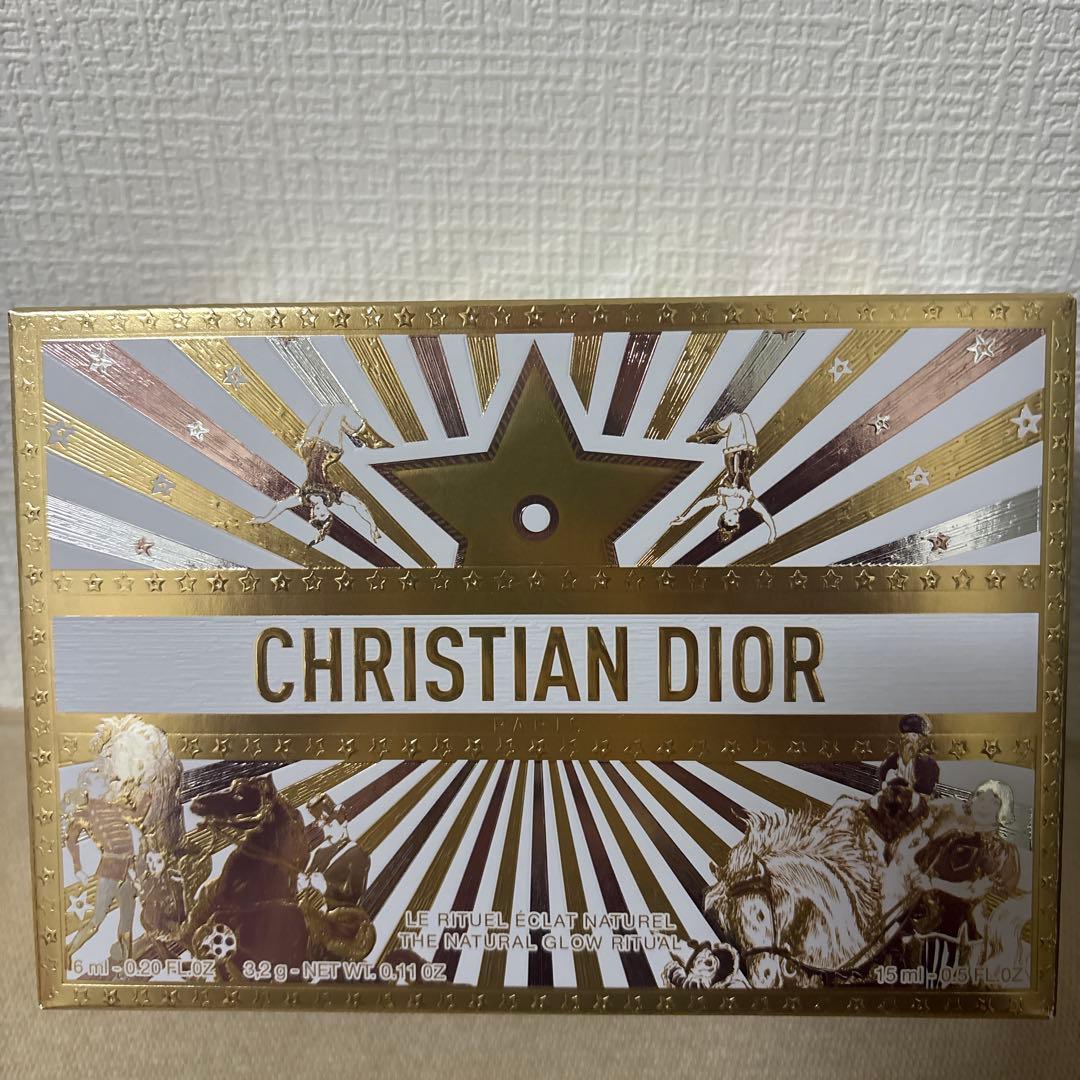 CHRISTIAN DIOR
PARIS
LE RITUEL ÉCLAT NATUREL
THE NATURAL GLOW RITUAL
6 ml - 0.20 FL.OZ 3,2 g - NET WT. 0.11 OZ 15 ml - 0.5 FL.OZ